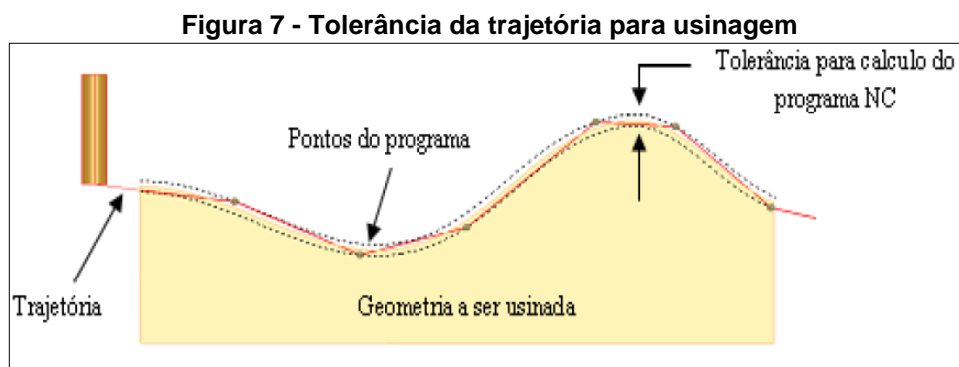 Figura 7 - Tolerância da trajetória para usinagem
Tolerância para calculo do
programa NC
Pontos do programa
Trajetória
Geometria a ser usinada